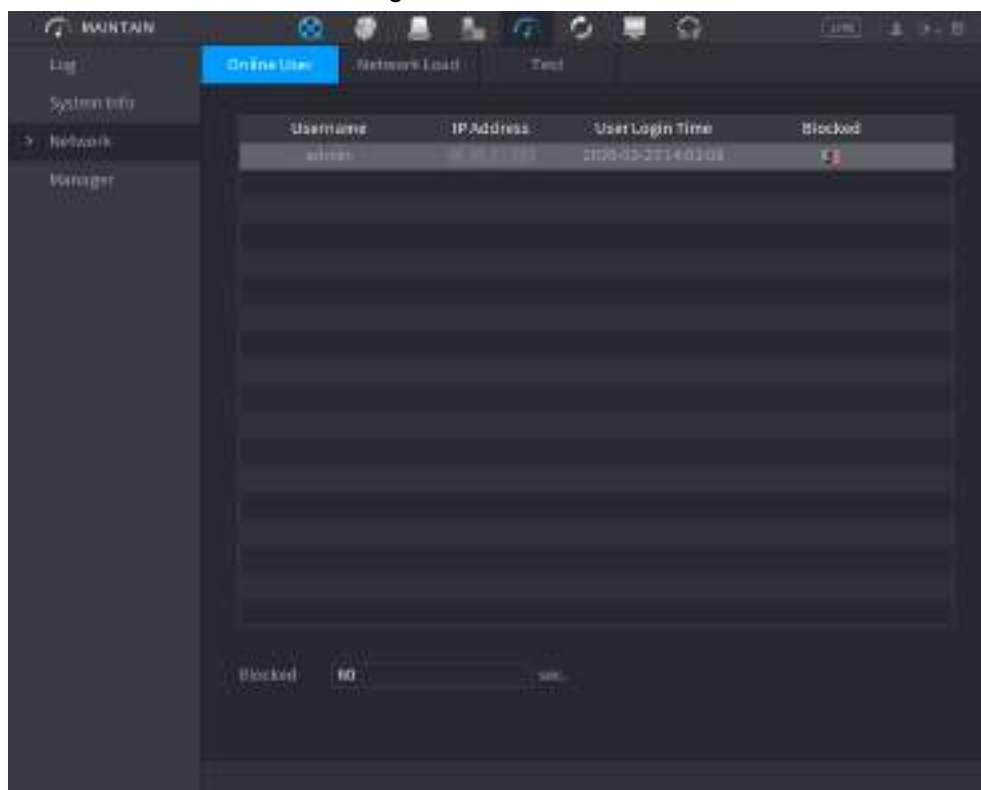 MAINTAIN
LIVE
Log
Online User
Network Load
Test
System Info
Username
IP Address
User Login Time
Blocked
Network
admin
Manager
Blocked
60
sec.